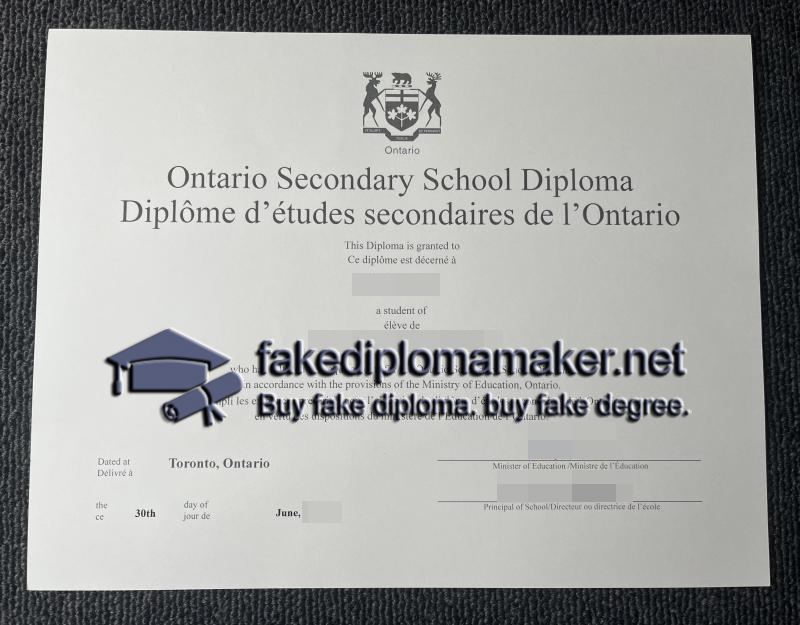 Ontario
Ontario Secondary School Diploma
Diplôme d’études secondaires de l’Ontario
This Diploma is granted to
Ce diplôme est décerné à
a student of
élève de
fakediplomamaker.net
in accordance with the provisions of the Ministry of Education, Ontario.
Buy fake diploma. buy fake degree.
Dated at
Délivré à
Toronto, Ontario
Minister of Education /Ministre de l’Éducation
the
ce
30th
day of
jour de
June,
Principal of School/Directeur ou directrice de l’école